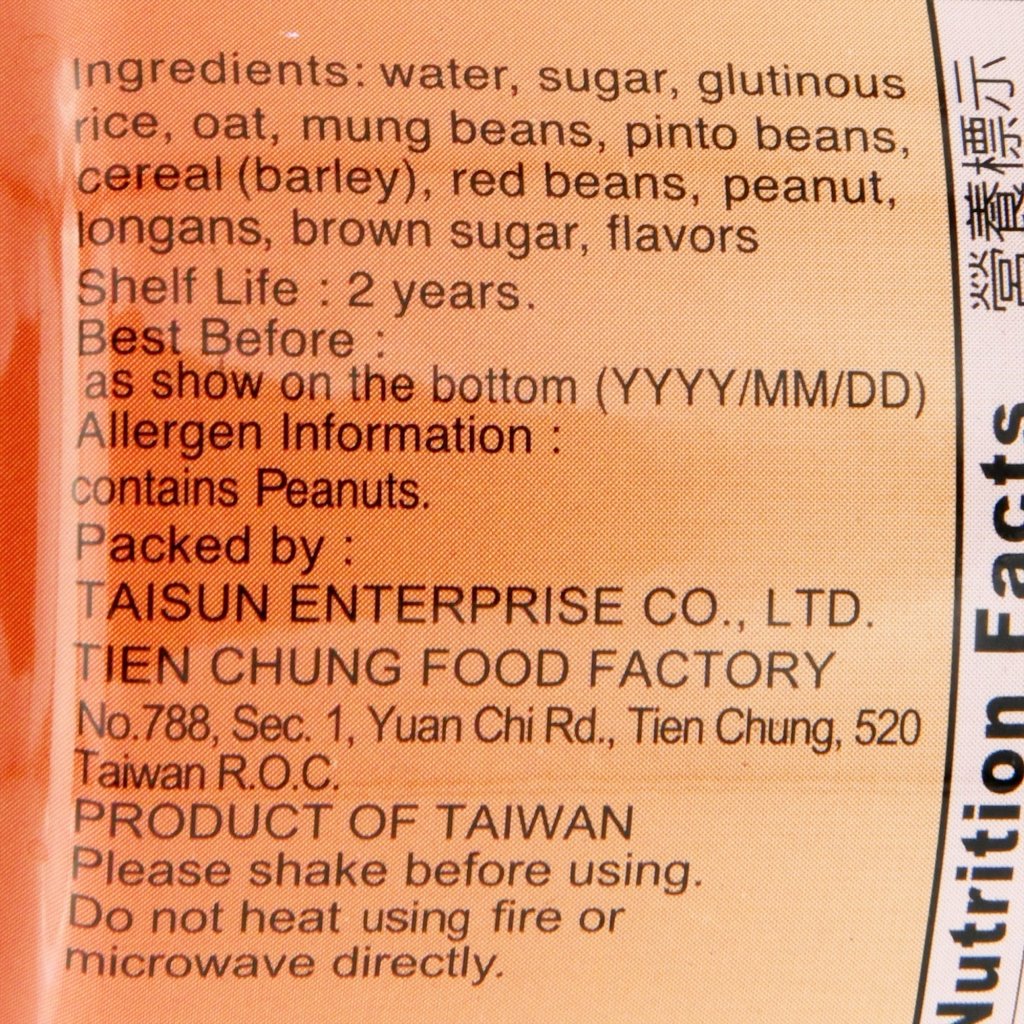 Ingredients: water, sugar, glutinous
rice, oat, mung beans, pinto beans,
cereal (barley), red beans, peanut,
longans, brown sugar, flavors
Shelf Life : 2 years.
Best Before :
as show on the bottom (YYYY/MM/DD)
Allergen Information :
contains Peanuts.
Packed by :
TAISUN ENTERPRISE CO., LTD.
TIEN CHUNG FOOD FACTORY
No.788, Sec. 1, Yuan Chi Rd., Tien Chung, 520
Taiwan R.O.C.
PRODUCT OF TAIWAN
Please shake before using.
Do not heat using fire or
microwave directly.
營養標示
Nutrition Facts